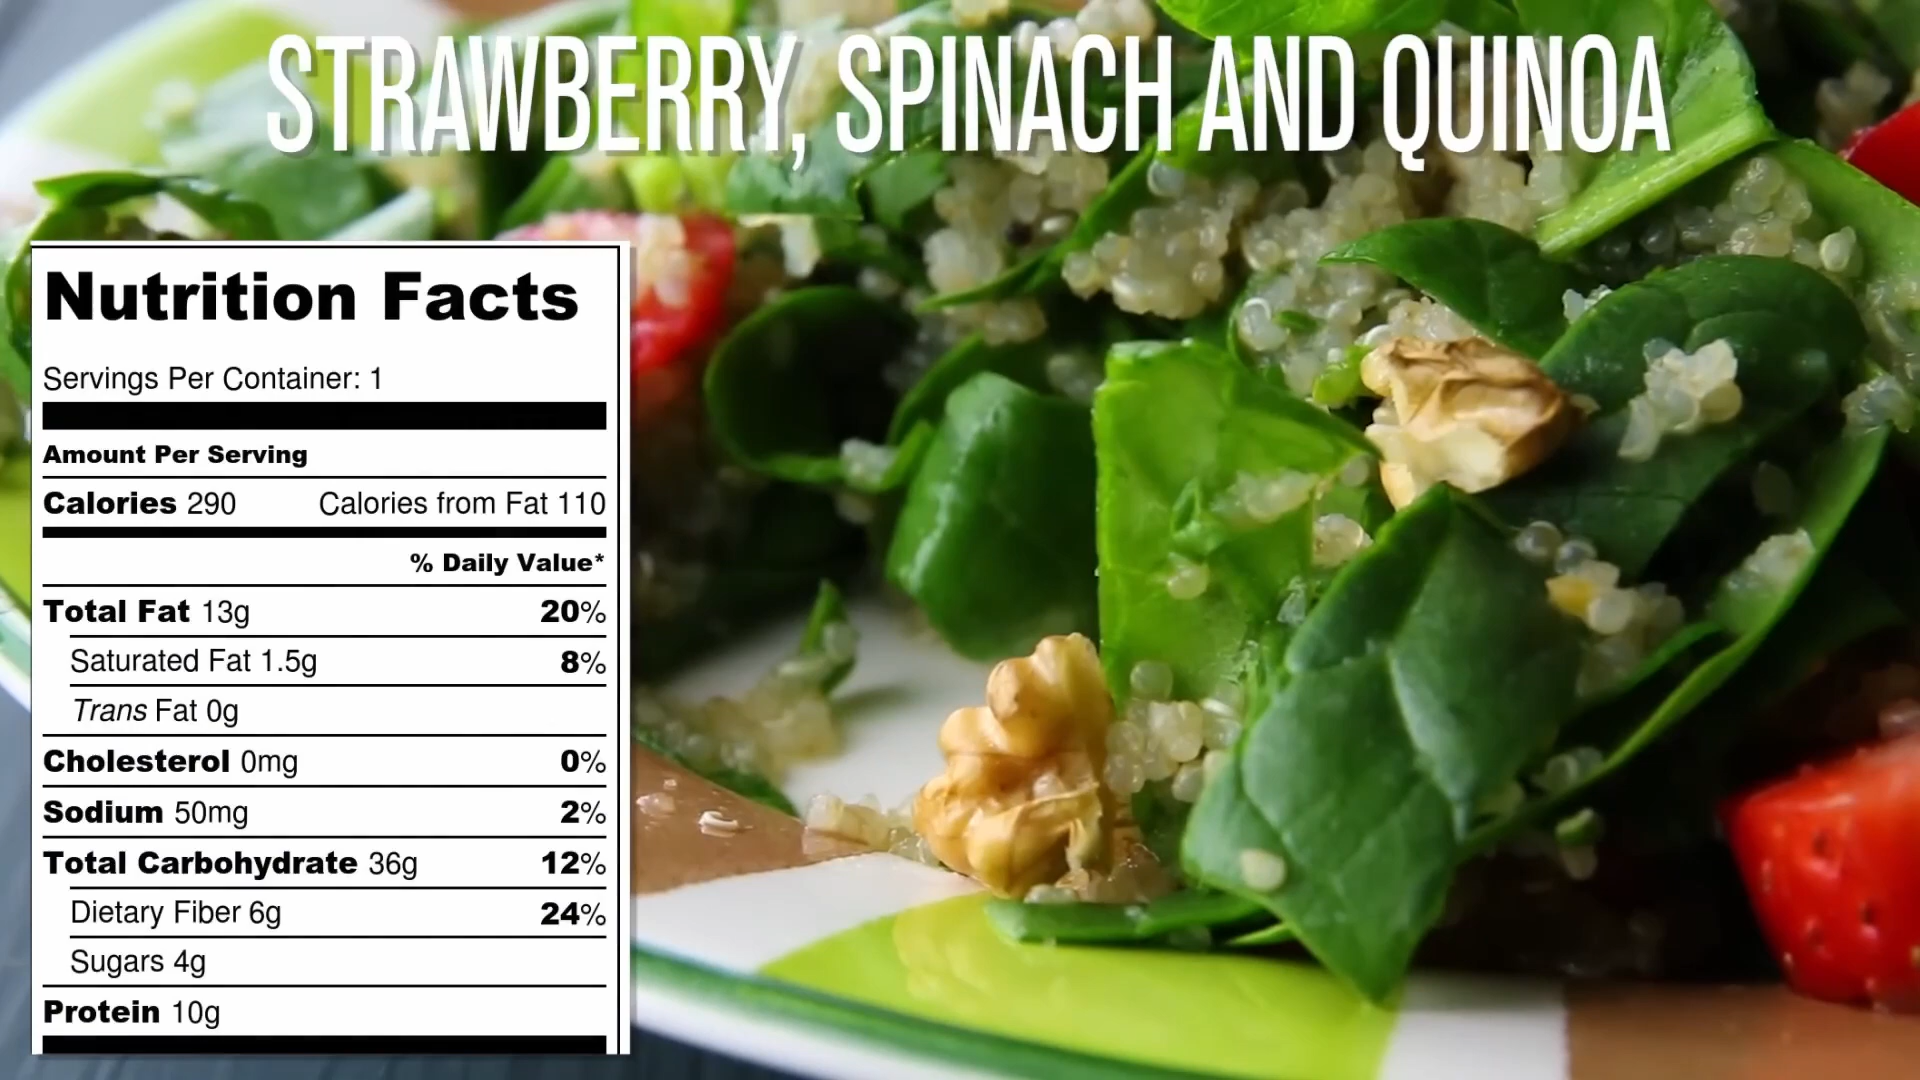 STRAWBERRY, SPINACH AND QUINOA
Nutrition Facts
Servings Per Container: 1
Amount Per Serving
Calories 290 Calories from Fat 110
% Daily Value*
Total Fat 13g 20%
Saturated Fat 1.5g 8%
Trans Fat 0g
Cholesterol 0mg 0%
Sodium 50mg 2%
Total Carbohydrate 36g 12%
Dietary Fiber 6g 24%
Sugars 4g
Protein 10g